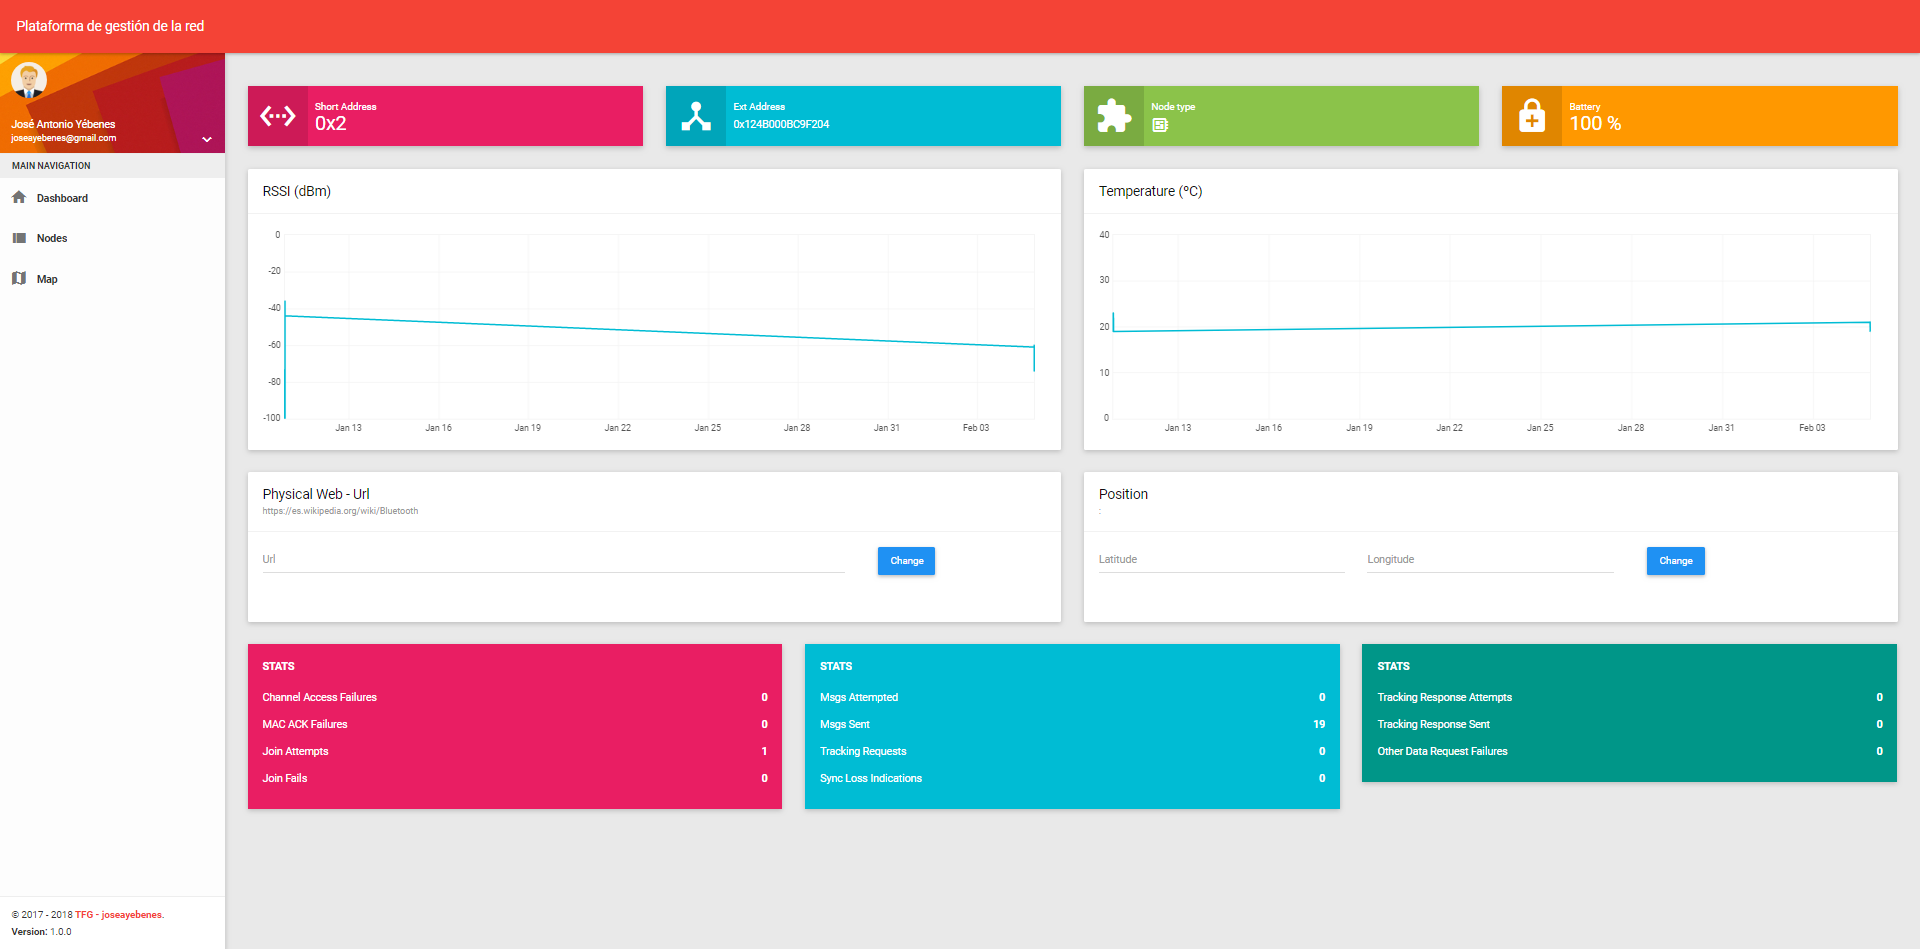 Plataforma de gestión de la red
José Antonio Yébenes
joseayebenes@gmail.com
MAIN NAVIGATION
Dashboard
Nodes
Map
© 2017 - 2018 TFG - joseayebenes.
Version: 1.0.0
Short Address
0x2
Ext Address
0x124B000BC9F204
Node type
Battery
100 %
RSSI (dBm)
0
-20
-40
-60
-80
-100
Jan 13 Jan 16 Jan 19 Jan 22 Jan 25 Jan 28 Jan 31 Feb 03
Temperature (ºC)
40
30
20
10
0
Jan 13 Jan 16 Jan 19 Jan 22 Jan 25 Jan 28 Jan 31 Feb 03
Physical Web - Url
https://es.wikipedia.org/wiki/Bluetooth
Url
Change
Position
:
Latitude Longitude
Change
STATS
Channel Access Failures 0
MAC ACK Failures 0
Join Attempts 1
Join Fails 0
STATS
Msgs Attempted 0
Msgs Sent 19
Tracking Requests 0
Sync Loss Indications 0
STATS
Tracking Response Attempts 0
Tracking Response Sent 0
Other Data Request Failures 0